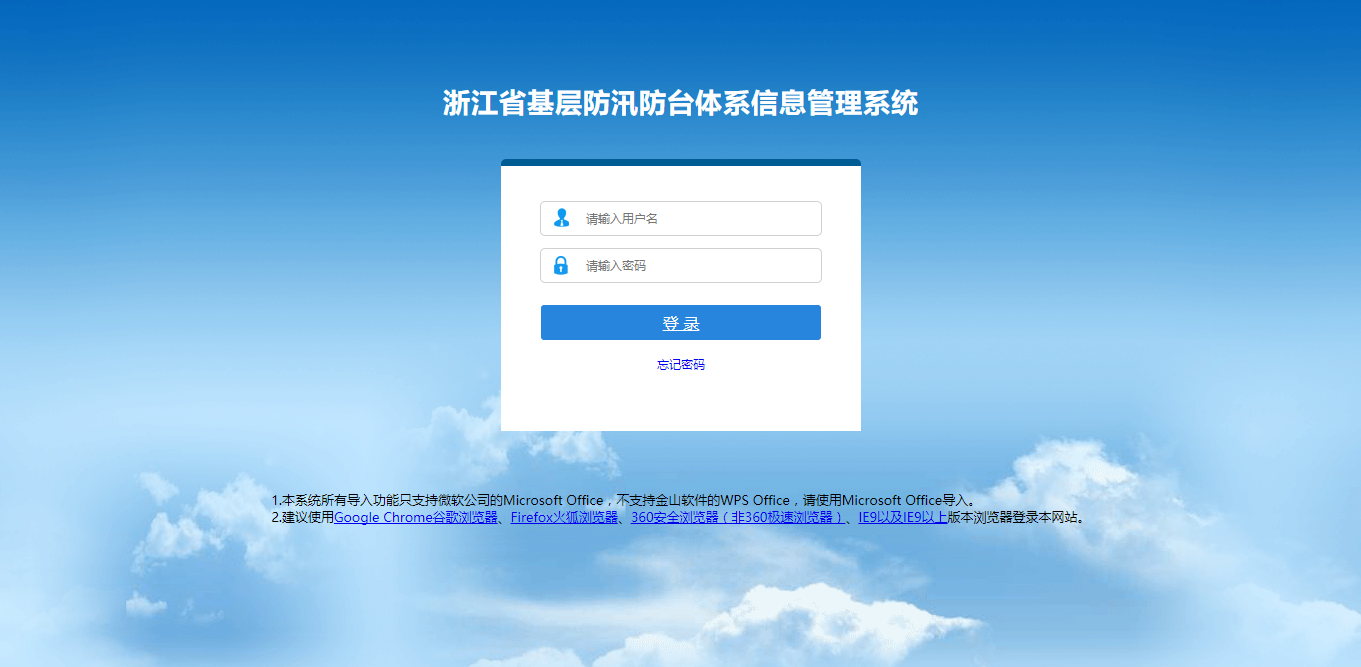 浙江省基层防汛防台体系信息管理系统
请输入用户名
请输入密码
登 录
忘记密码
1.本系统所有导入功能只支持微软公司的Microsoft Office，不支持金山软件的WPS Office，请使用Microsoft Office导入。
2.建议使用Google Chrome谷歌浏览器、Firefox火狐浏览器、360安全浏览器（非360极速浏览器）、IE9以及IE9以上版本浏览器登录本网站。